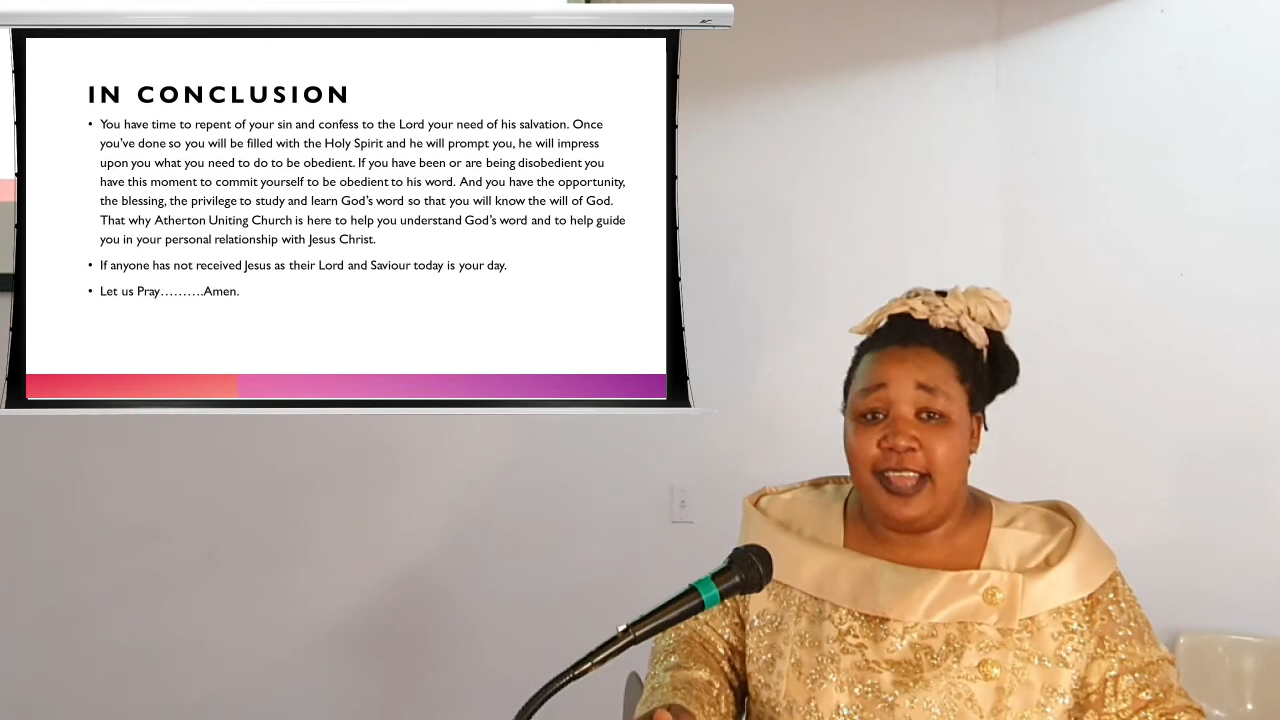 IN CONCLUSION
• You have time to repent of your sin and confess to the Lord your need of his salvation. Once
you've done so you will be filled with the Holy Spirit and he will prompt you, he will impress
upon you what you need to do to be obedient. If you have been or are being disobedient you
have this moment to commit yourself to be obedient to his word. And you have the opportunity,
the blessing, the privilege to study and learn God's word so that you will know the will of God.
That why Atherton Uniting Church is here to help you understand God's word and to help guide
you in your personal relationship with Jesus Christ.
• If anyone has not received Jesus as their Lord and Saviour today is your day.
• Let us Pray……….Amen.